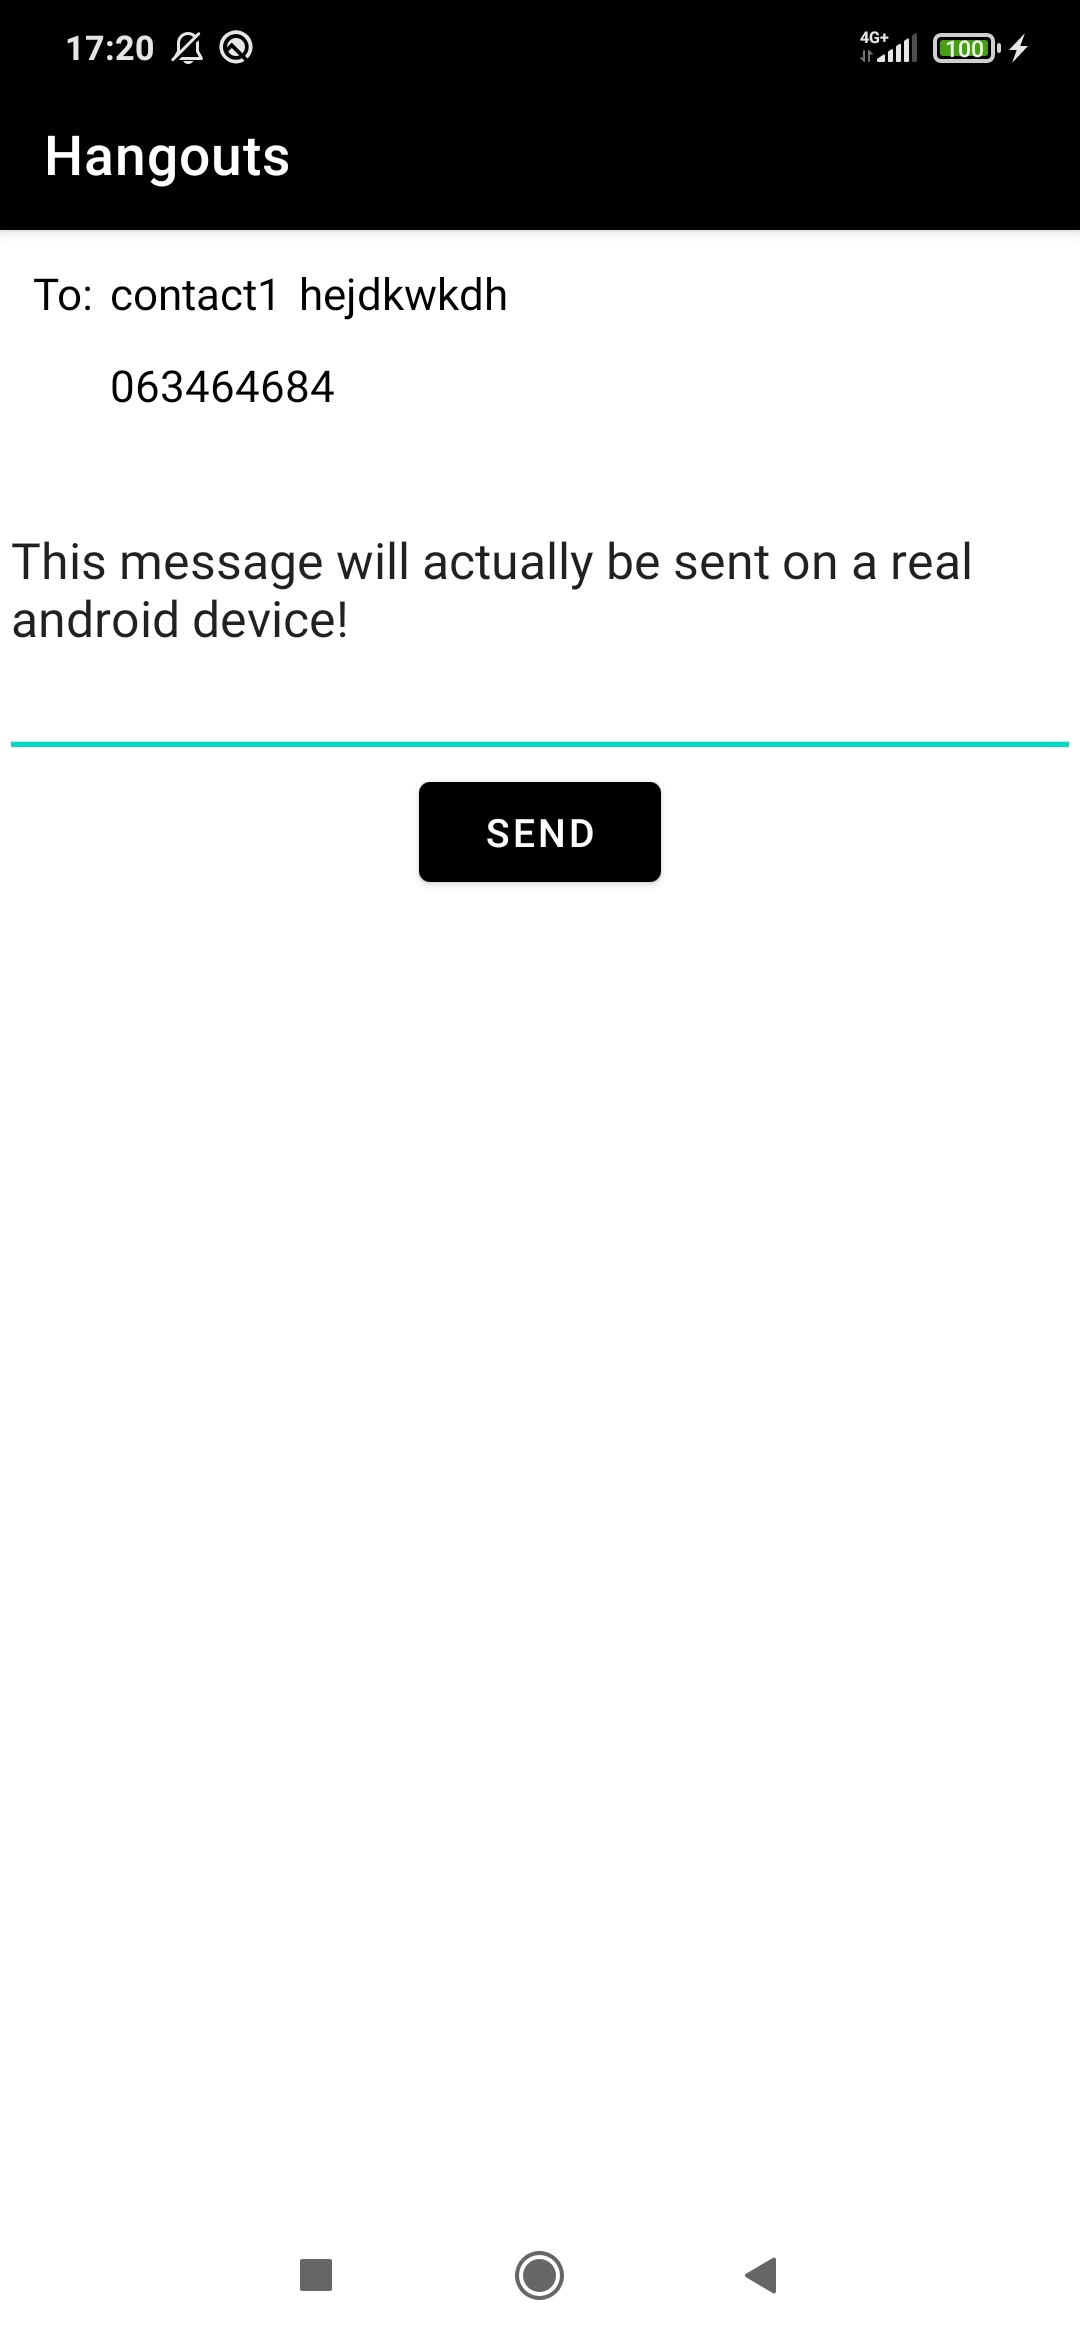 17:20 4G+ 100
Hangouts
To: contact1 hejdkwkdh
063464684
This message will actually be sent on a real
android device!
SEND